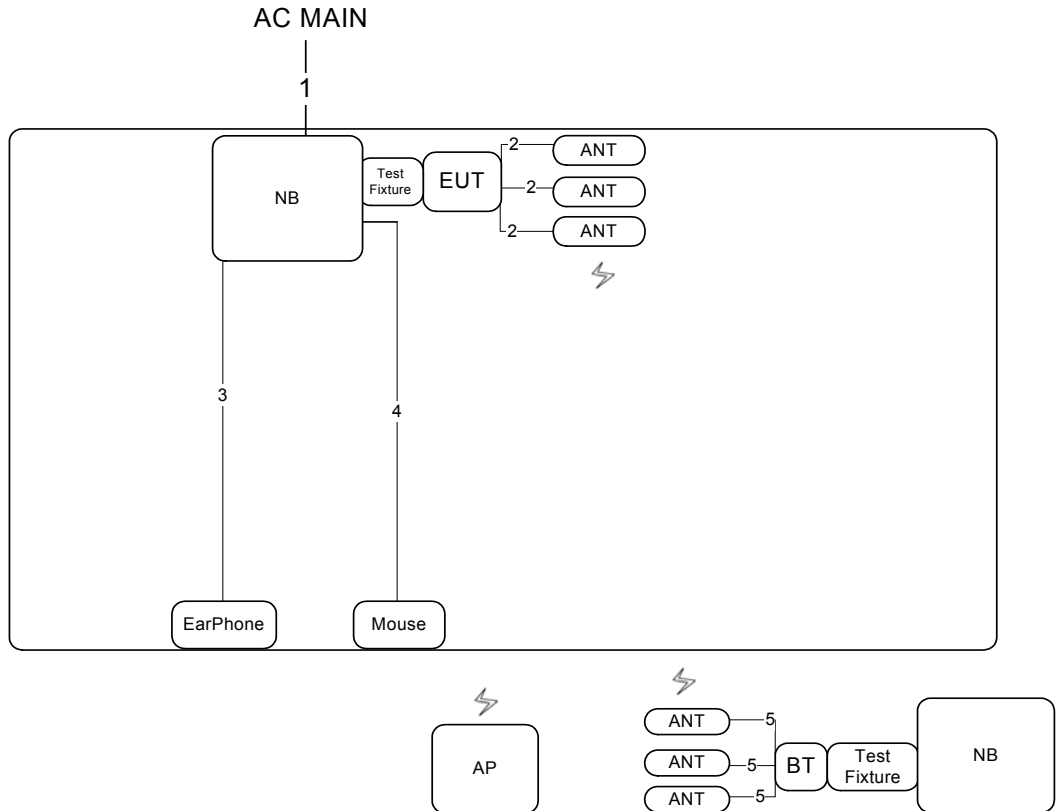 AC MAIN
1
NB
Test
Fixture
EUT
2
ANT
2
ANT
2
ANT
3
4
EarPhone
Mouse
AP
ANT
5
ANT
5
ANT
5
BT
Test
Fixture
NB